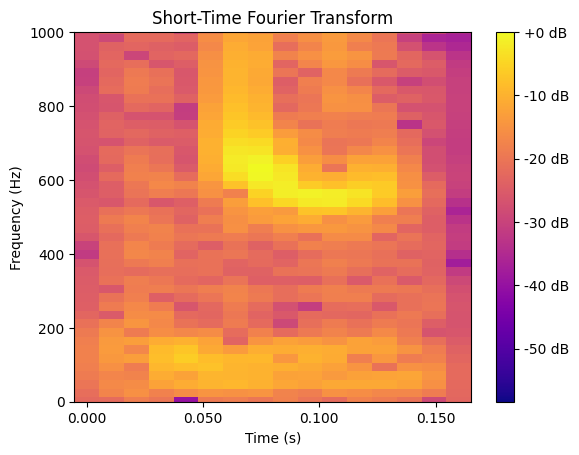 Short-Time Fourier Transform
1000
800
600
400
200
0
Frequency (Hz)
0.000
0.050
0.100
0.150
Time (s)
+0 dB
-10 dB
-20 dB
-30 dB
-40 dB
-50 dB